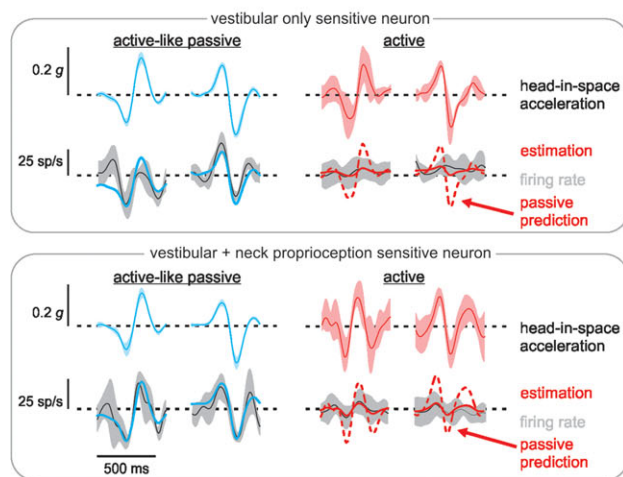 vestibular only sensitive neuron
active-like passive
active
0.2 g
head-in-space
acceleration
25 sp/s
estimation
firing rate
passive
prediction
vestibular + neck proprioception sensitive neuron
active-like passive
active
0.2 g
head-in-space
acceleration
25 sp/s
estimation
firing rate
passive
prediction
500 ms